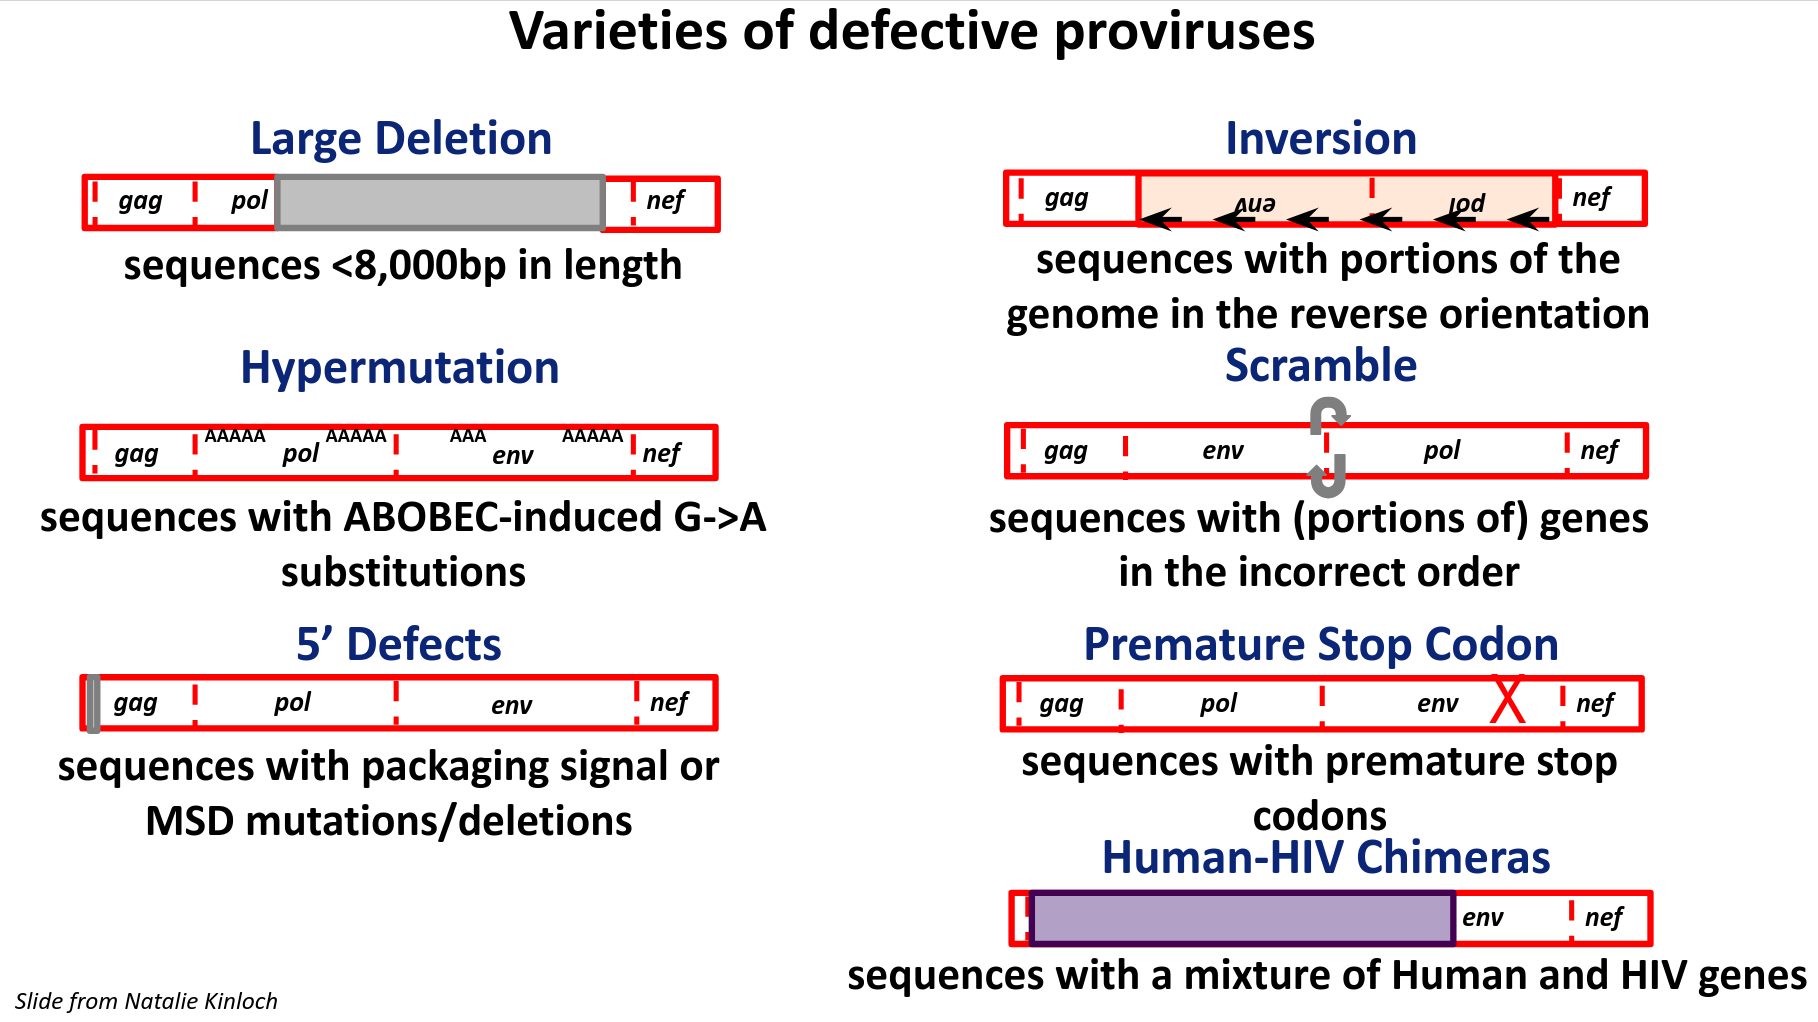 Varieties of defective proviruses
Large Deletion
gag pol nef
sequences <8,000bp in length
Hypermutation
AAAAA AAAAA AAA AAAAA
gag pol env nef
sequences with ABOBEC-induced G->A
substitutions
5’ Defects
gag pol env nef
sequences with packaging signal or
MSD mutations/deletions
Inversion
gag env pol nef
sequences with portions of the
genome in the reverse orientation
Scramble
gag env pol nef
sequences with (portions of) genes
in the incorrect order
Premature Stop Codon
gag pol env X nef
sequences with premature stop
codons
Human-HIV Chimeras
env nef
sequences with a mixture of Human and HIV genes
Slide from Natalie Kinloch